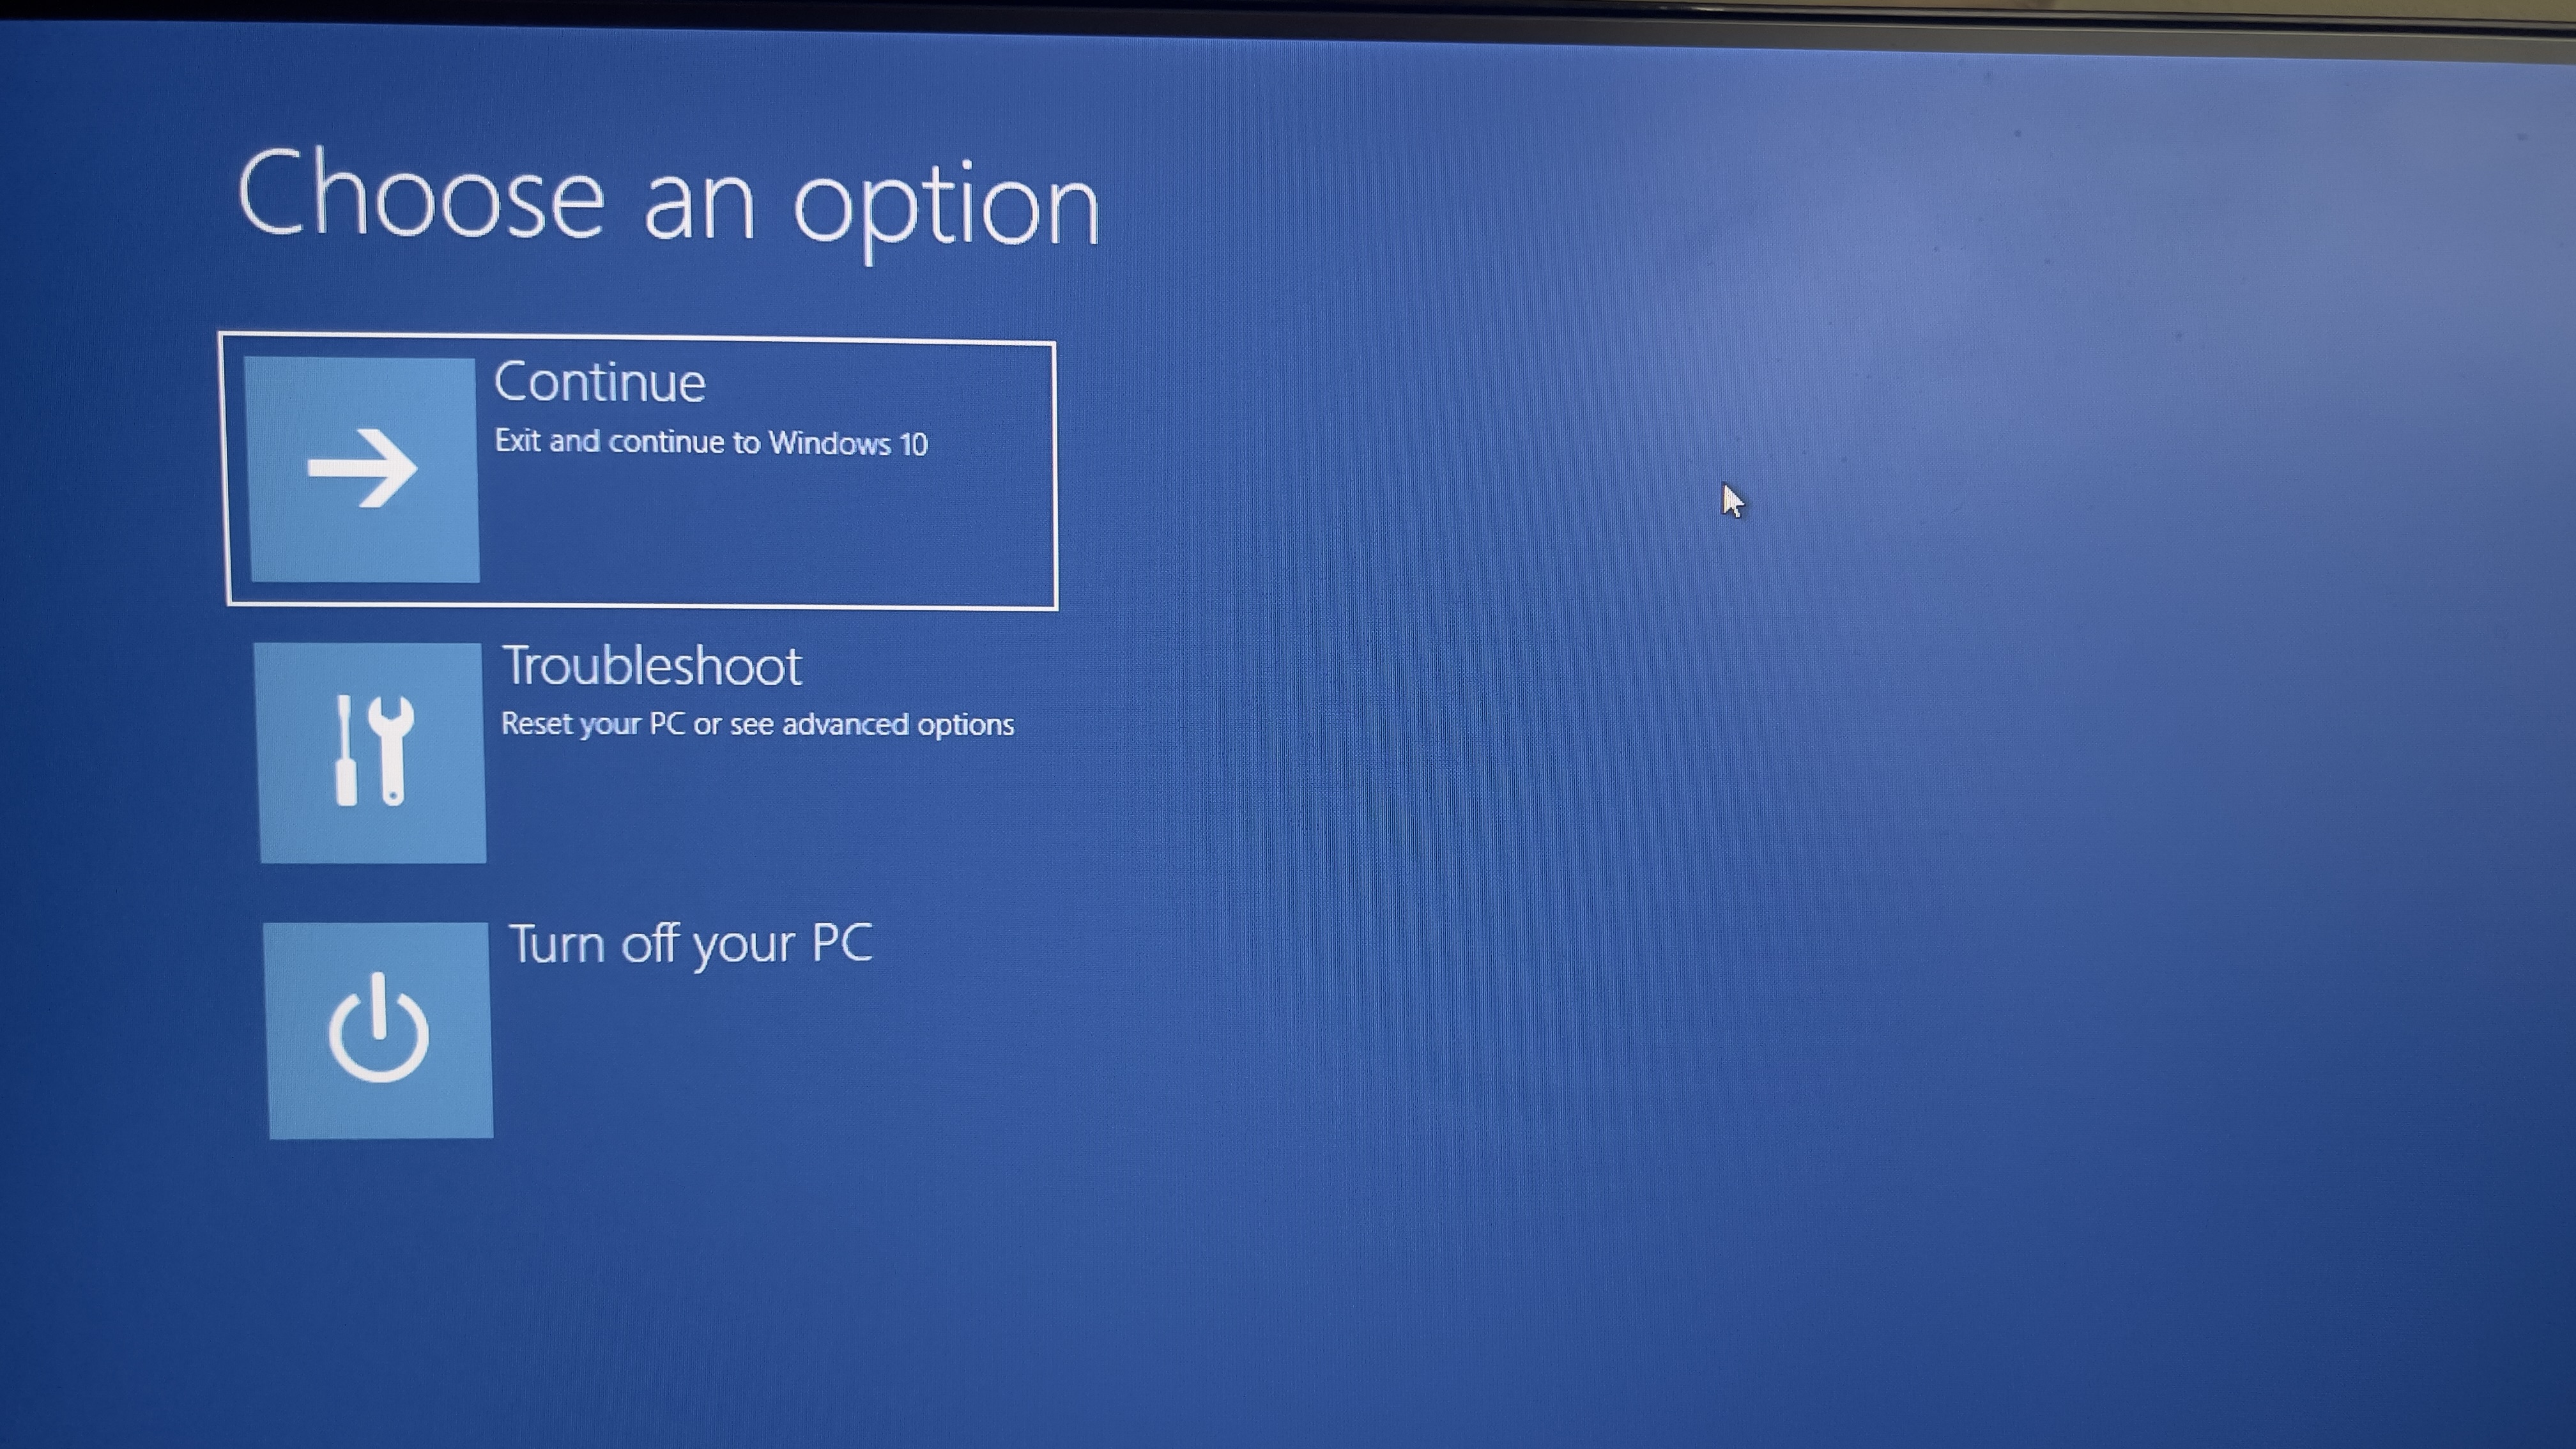 Choose an option
Continue
Exit and continue to Windows 10
Troubleshoot
Reset your PC or see advanced options
Turn off your PC